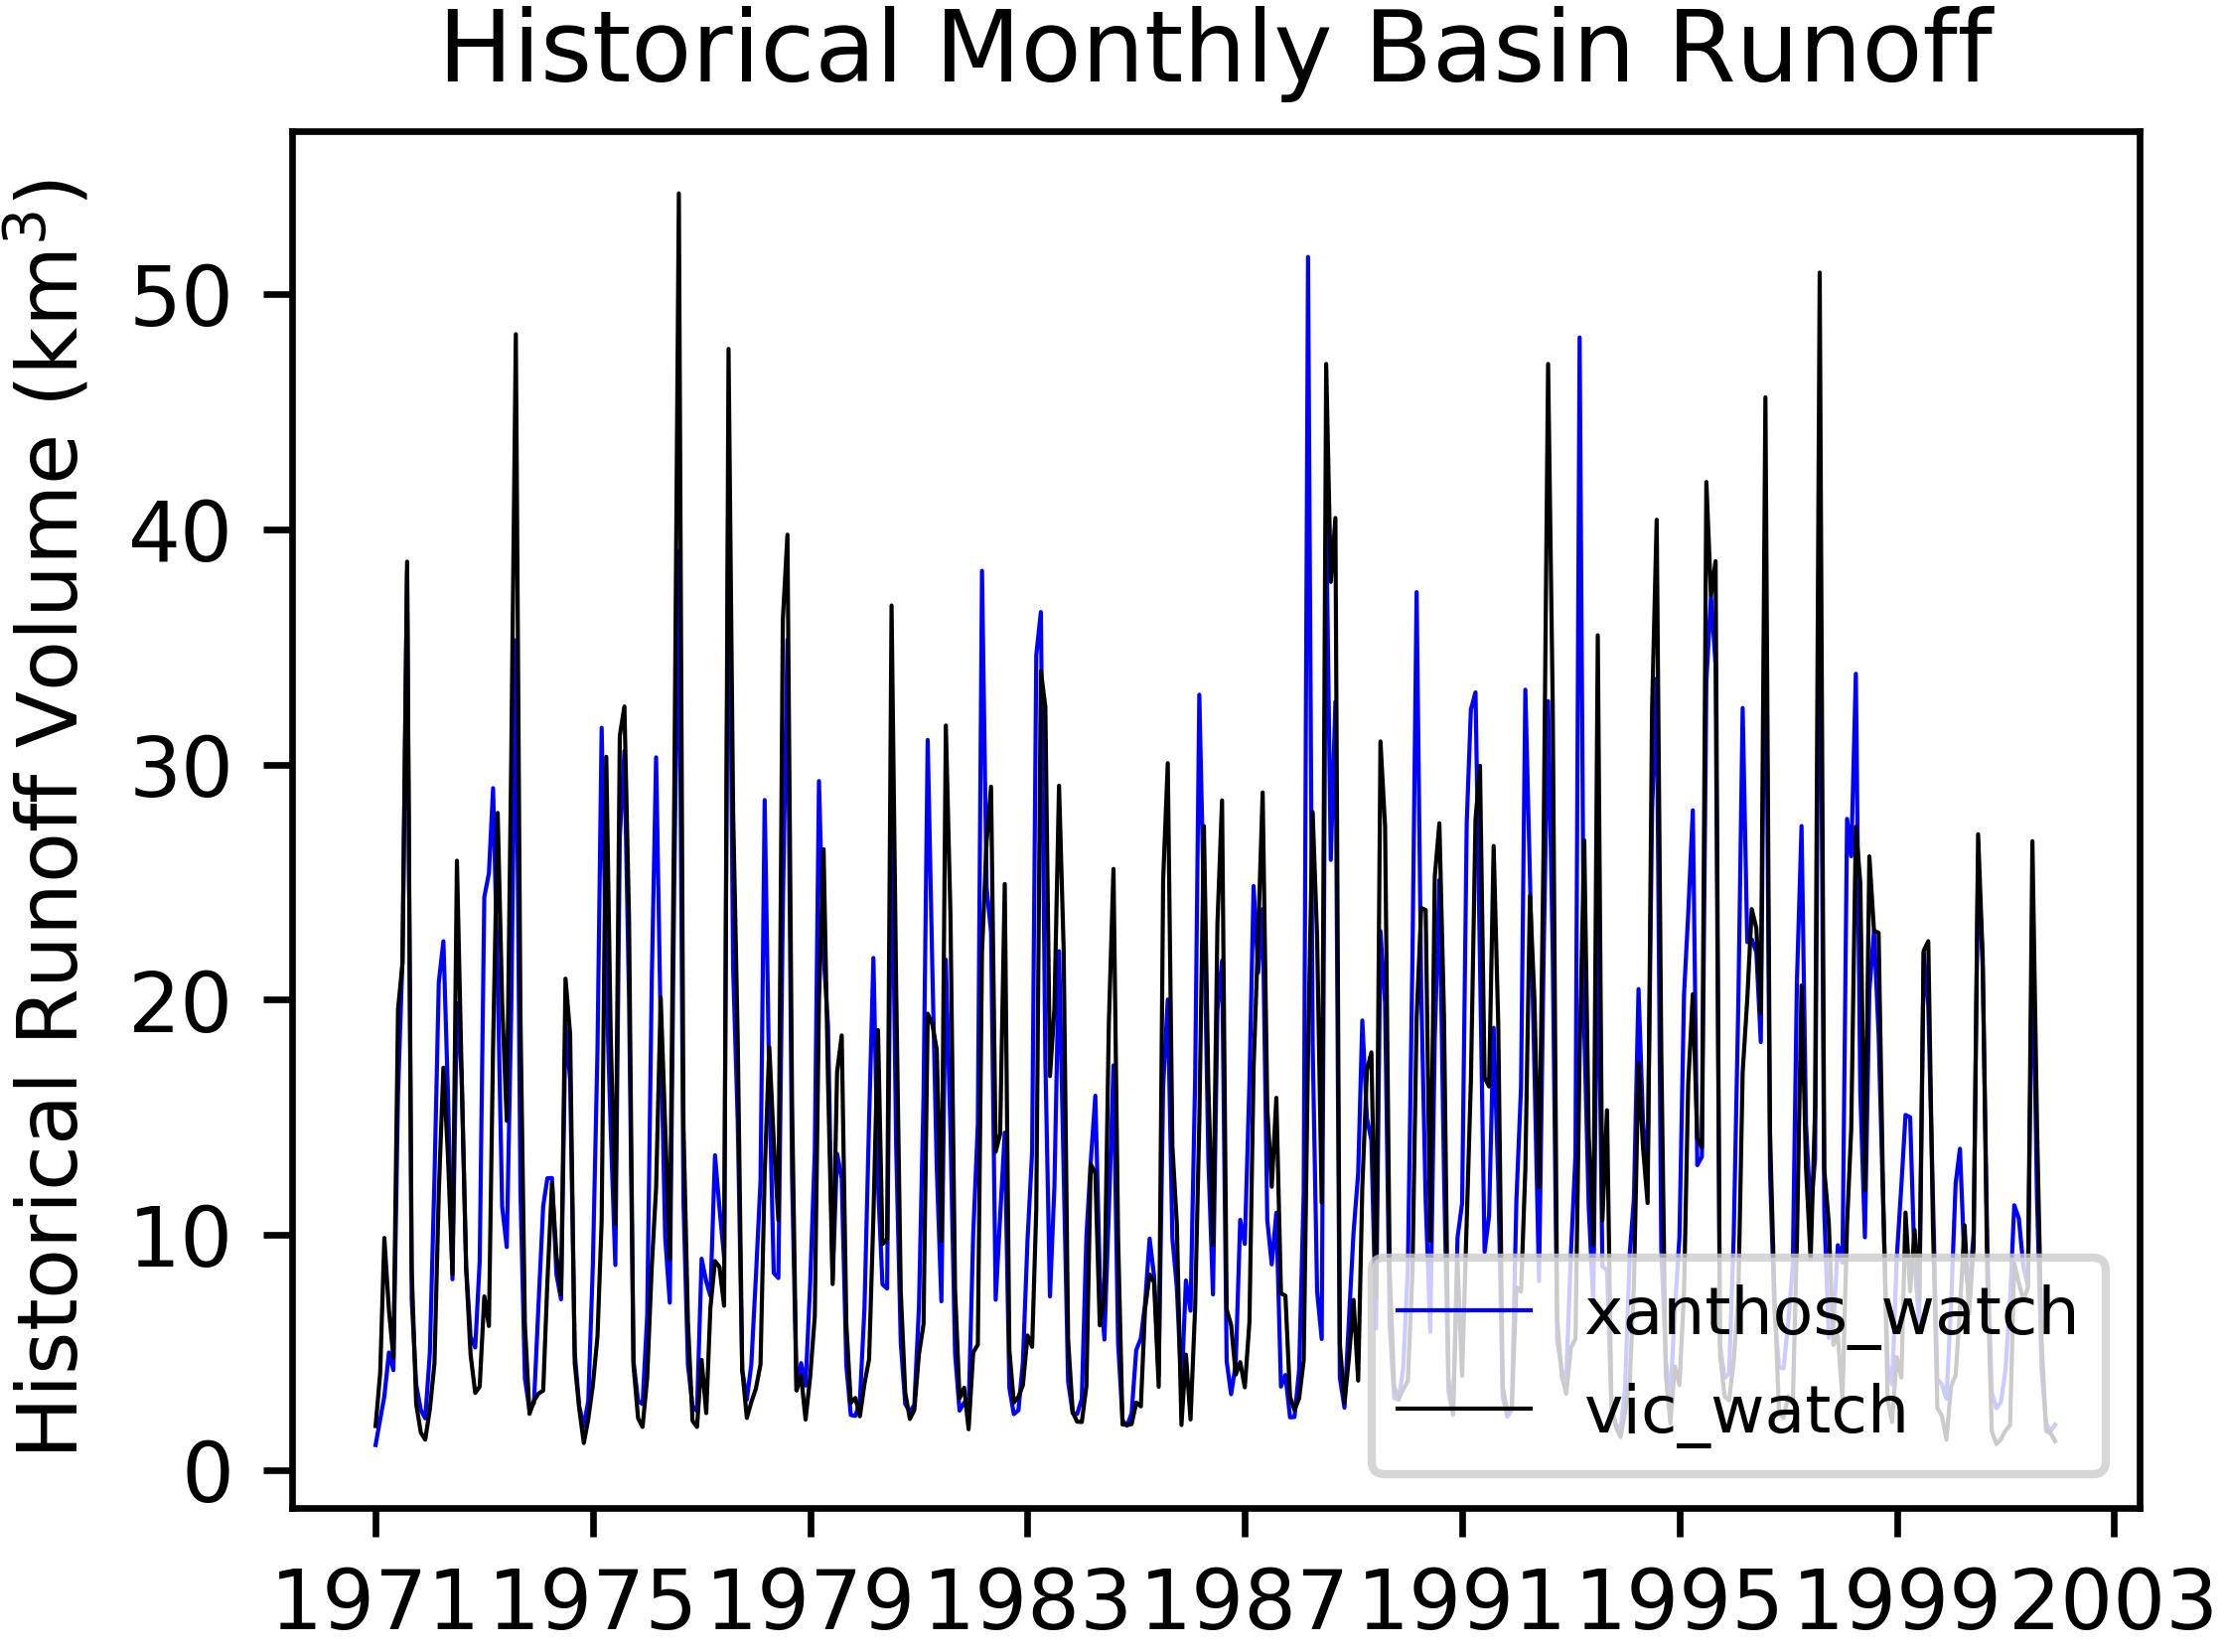 Historical Monthly Basin Runoff
Historical Runoff Volume (km³)
50
40
30
20
10
0
xanthos_watch
vic_watch
1971 1975 1979 1983 1987 1991 1995 1999 2003